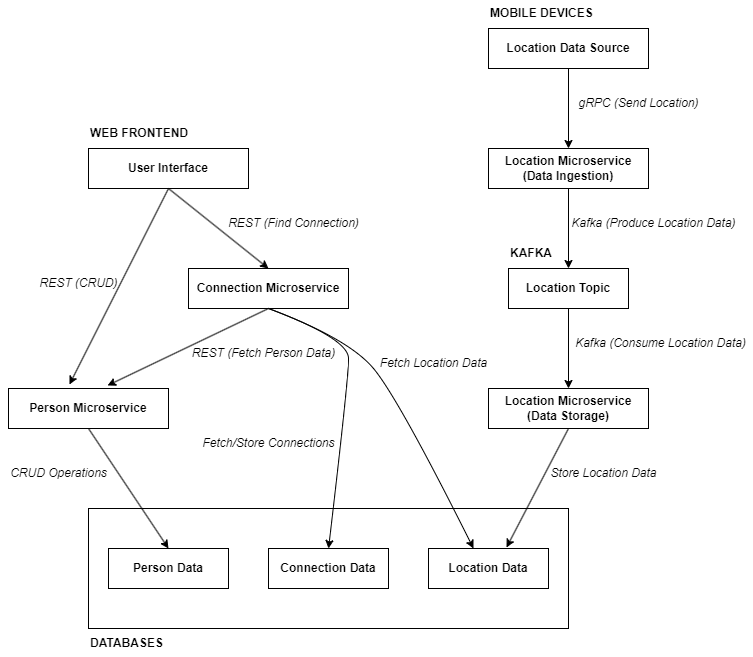 MOBILE DEVICES
Location Data Source
gRPC (Send Location)
WEB FRONTEND
User Interface
Location Microservice
(Data Ingestion)
REST (Find Connection)
Kafka (Produce Location Data)
KAFKA
REST (CRUD)
Connection Microservice
Location Topic
REST (Fetch Person Data)
Fetch Location Data
Kafka (Consume Location Data)
Person Microservice
Location Microservice
(Data Storage)
Fetch/Store Connections
CRUD Operations
Store Location Data
Person Data
Connection Data
Location Data
DATABASES